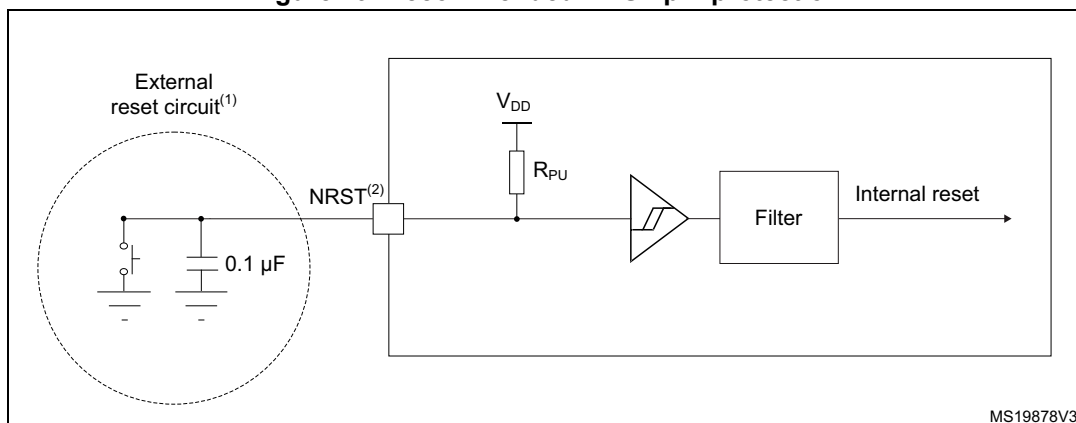 External
reset circuit(1)
VDD
RPU
NRST(2)
0.1 µF
Filter
Internal reset
MS19878V3